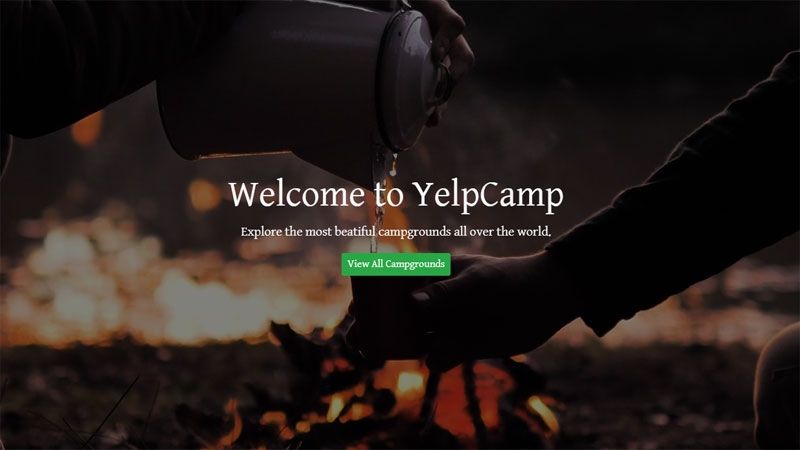 Welcome to YelpCamp
Explore the most beatiful campgrounds all over the world.
View All Campgrounds